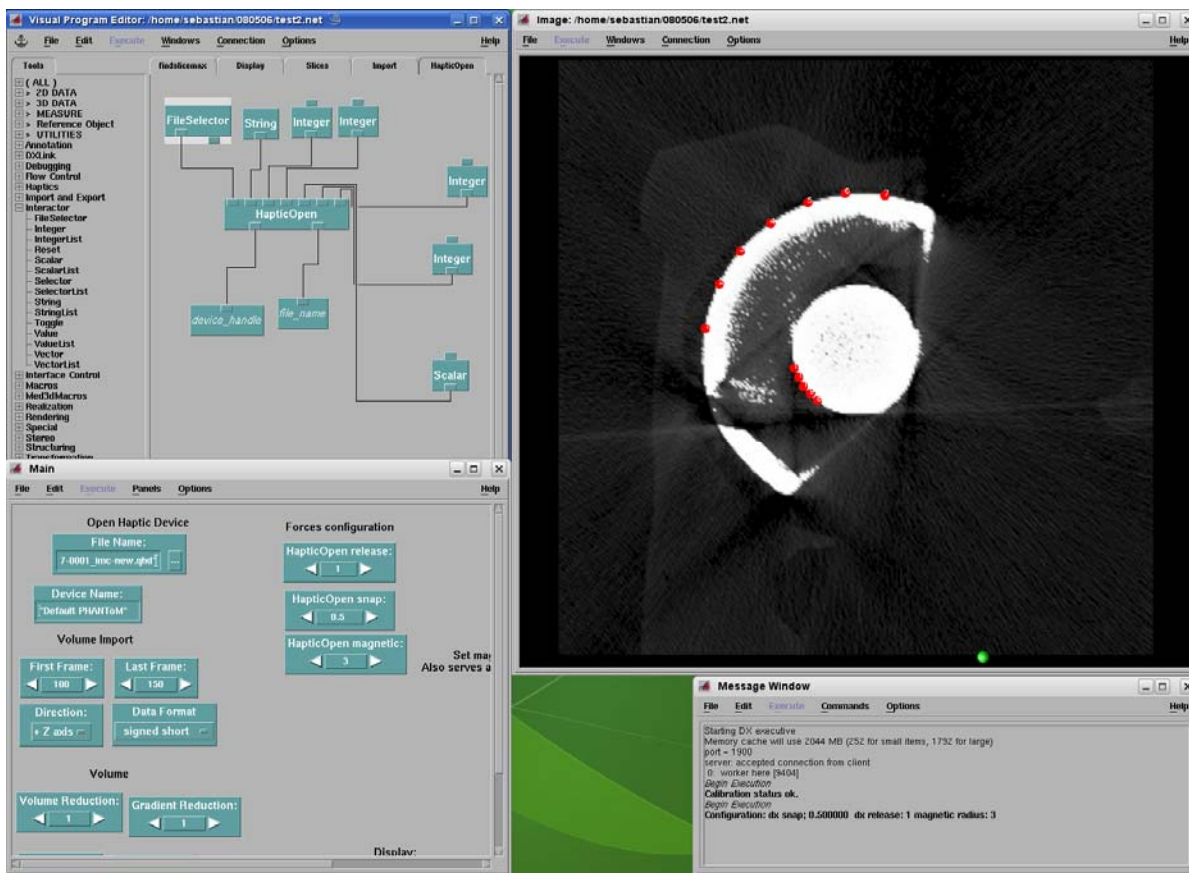 Visual Program Editor: /home/sebastian/080506/test2.net
File Edit Execute Windows Connection Options Help
Tools
( ALL )
> 2D DATA
> 3D DATA
> MEASURE
> Reference Object
> UTILITIES
Annotation
DXLink
Debugging
Flow Control
Haptics
Import and Export
Interactor
FileSelector
Integer
IntegerList
Reset
Scalar
ScalarList
Selector
SelectorList
String
StringList
Toggle
Value
ValueList
Vector
VectorList
Interface Control
Macros
Med3dMacros
Realization
Rendering
Special
Stereo
Structuring
Transformation
findslicemax Display Slices Import HapticOpen
FileSelector String Integer Integer
Integer
HapticOpen
Integer
device_handle file_name
Scalar
Image: /home/sebastian/080506/test2.net
File Execute Windows Connection Options
Main
File Edit Execute Panels Options Help
Open Haptic Device
File Name:
7-0001_imc-new.qhd
...
Device Name:
"Default PHANToM"
Volume Import
First Frame: Last Frame:
100 150
Direction: Data Format
+ Z axis signed short
Volume
Volume Reduction: Gradient Reduction:
1 1
Forces configuration
HapticOpen release:
1
HapticOpen snap:
0.5
HapticOpen magnetic:
3
Set mag
Also serves a
Display:
Message Window
File Edit Execute Commands Options Help
Starting DX executive
Memory cache will use 2044 MB (252 for small items, 1792 for large)
port = 1900
server: accepted connection from client
0: worker here [9404]
Begin Execution
Calibration status ok.
Begin Execution
Configuration: dx snap; 0.500000 dx release: 1 magnetic radius: 3